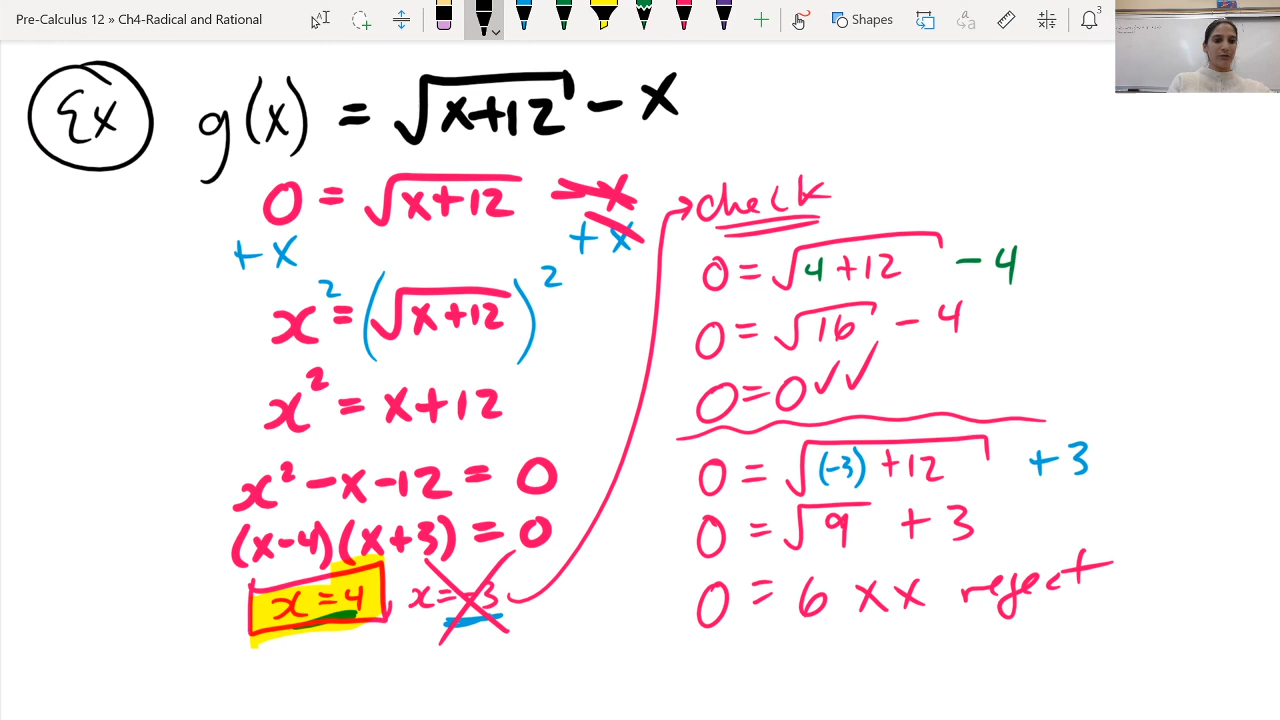 Pre-Calculus 12 » Ch4-Radical and Rational
Shapes
3
Ex g(x) = √(x+12) - x
0 = √(x+12) - x
+x +x
x² = (√(x+12))²
x² = x+12
x² - x - 12 = 0
(x-4)(x+3) = 0
x = 4, x = -3
→ check
0 = √(4+12) - 4
0 = √16 - 4
0 = 0 ✓✓
0 = √((-3)+12) + 3
0 = √9 + 3
0 = 6 xx reject